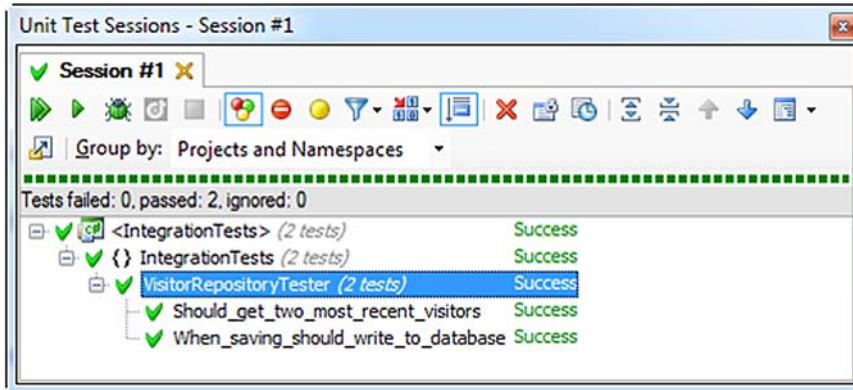 Unit Test Sessions - Session #1
Session #1
Group by: Projects and Namespaces
Tests failed: 0, passed: 2, ignored: 0
<IntegrationTests> (2 tests) Success
{} IntegrationTests (2 tests) Success
VisitorRepositoryTester (2 tests) Success
Should_get_two_most_recent_visitors Success
When_saving_should_write_to_database Success